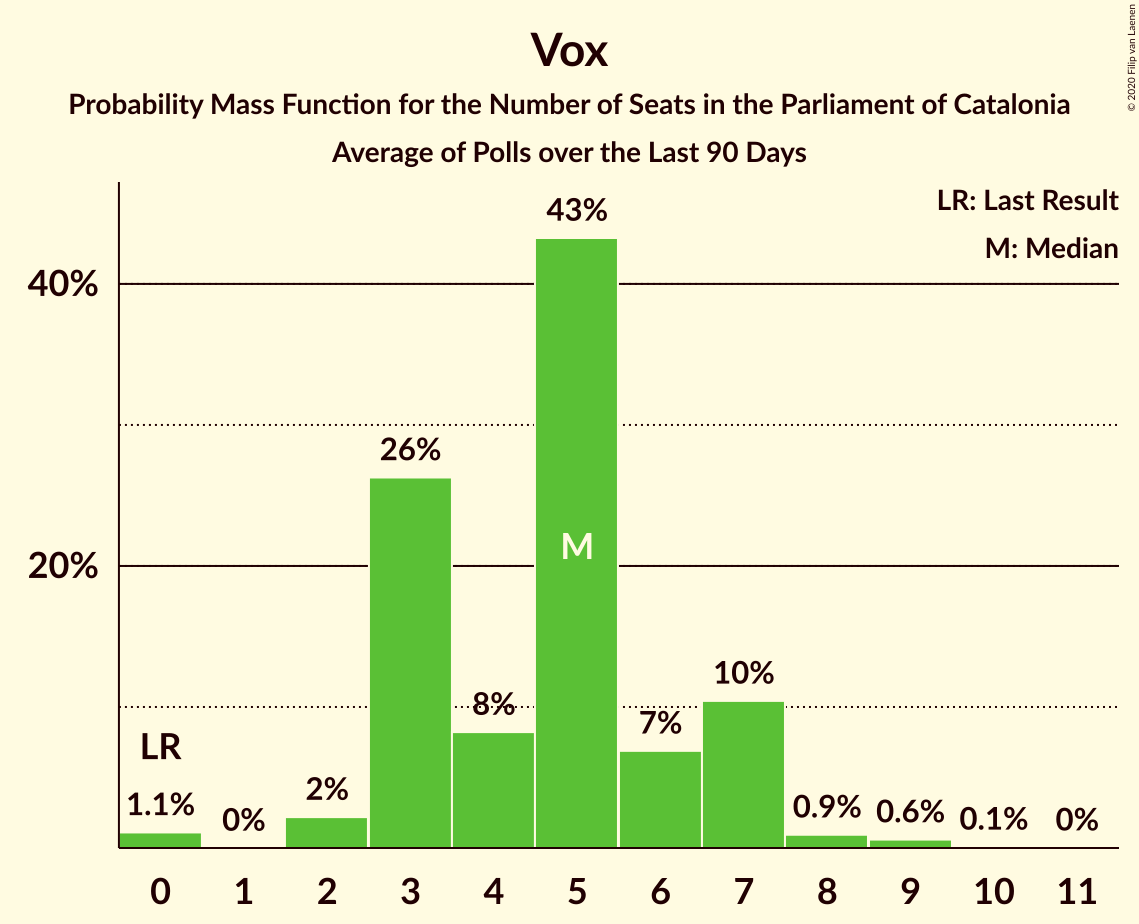 Vox
Probability Mass Function for the Number of Seats in the Parliament of Catalonia
Average of Polls over the Last 90 Days
© 2020 Filip van Laenen
LR: Last Result
M: Median
43%
40%
26%
M
20%
10%
8%
7%
LR
2%
1.1%
0%
0.9%
0.6%
0.1%
0%
0 1 2 3 4 5 6 7 8 9 10 11